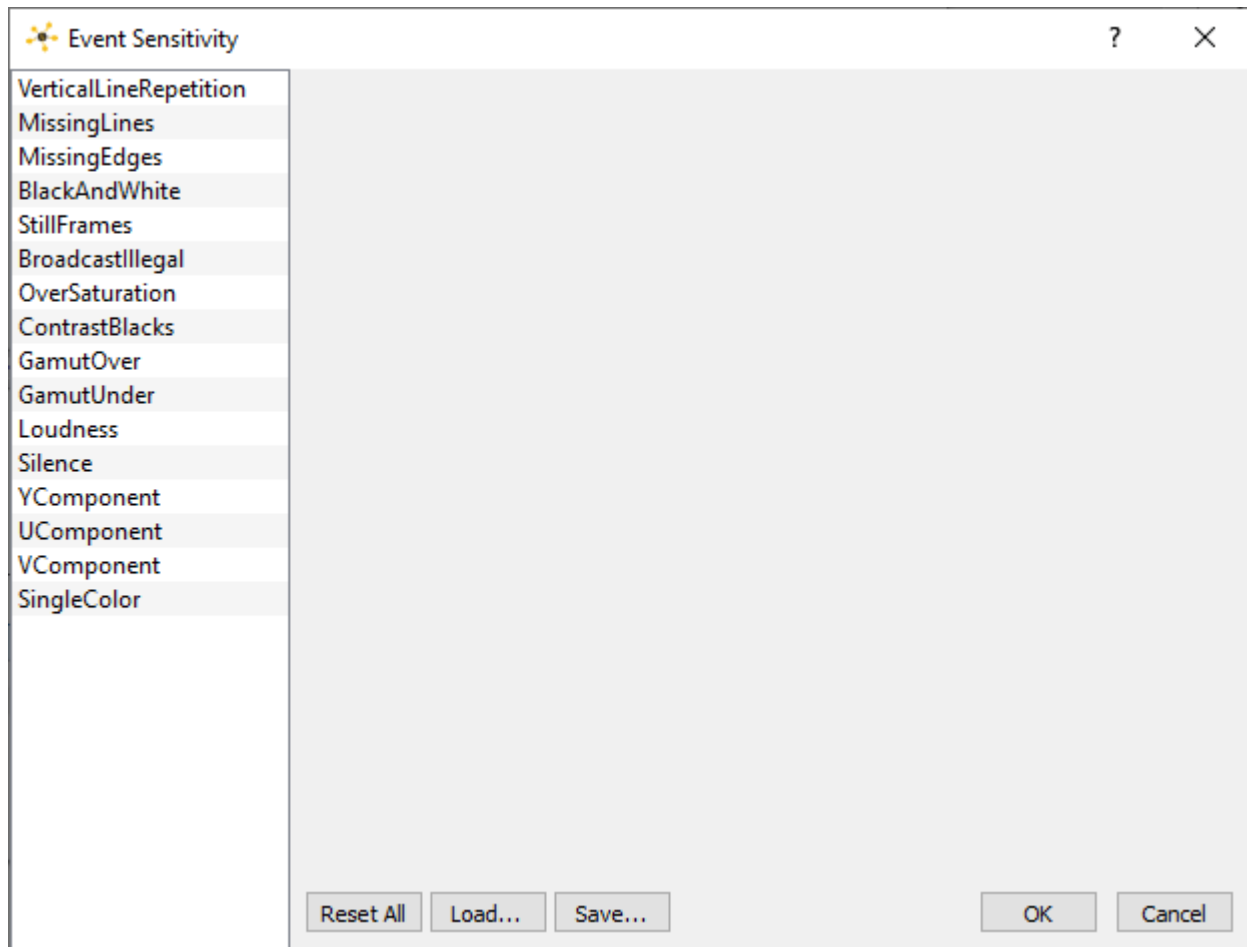 Event Sensitivity
?
VerticalLineRepetition
MissingLines
MissingEdges
BlackAndWhite
StillFrames
BroadcastIllegal
OverSaturation
ContrastBlacks
GamutOver
GamutUnder
Loudness
Silence
YComponent
UComponent
VComponent
SingleColor
Reset All Load... Save... OK Cancel